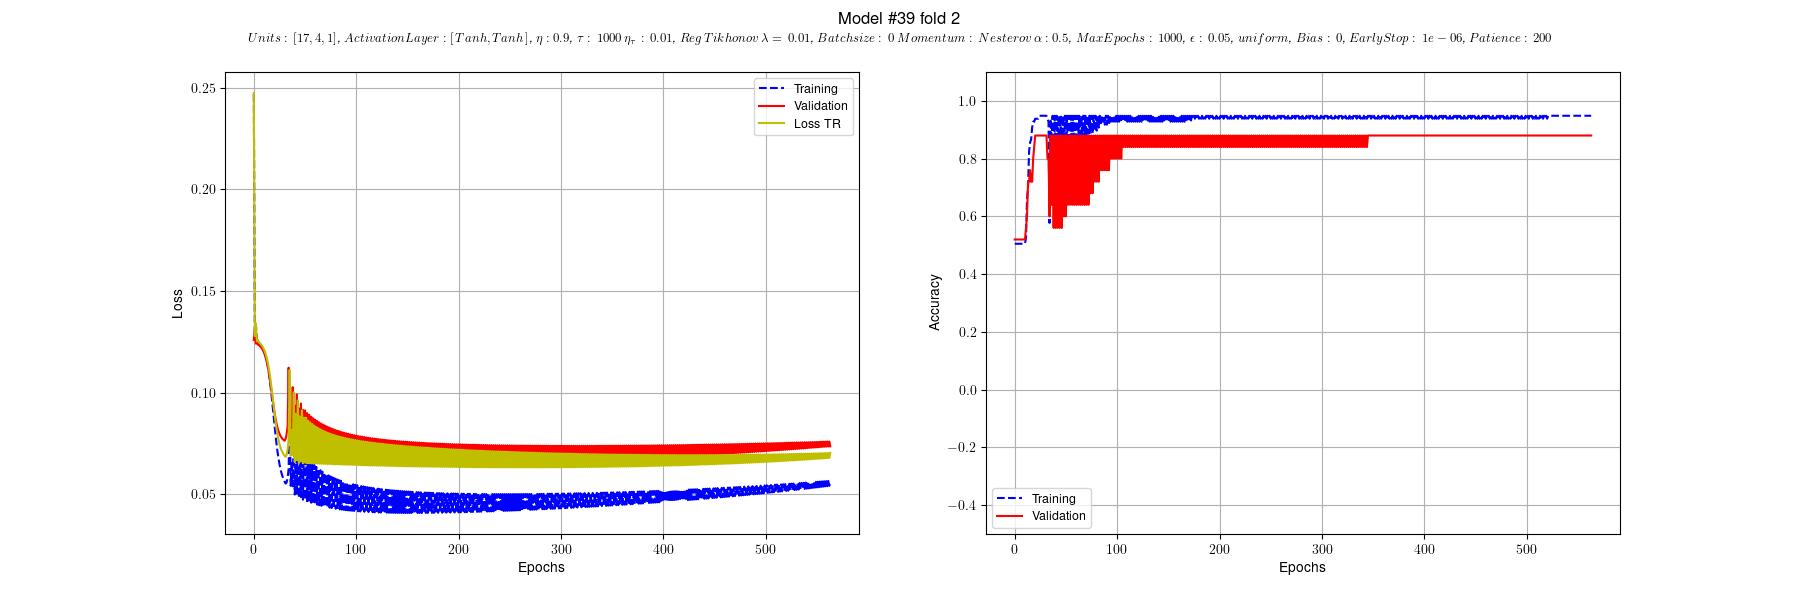 Model #39 fold 2
Units : [17, 4, 1], ActivationLayer : [Tanh, Tanh], η : 0.9, τ : 1000 ητ : 0.01, Reg Tikhonov λ = 0.01, Batchsize : 0 Momentum : Nesterov α : 0.5, MaxEpochs : 1000, ϵ : 0.05, uniform, Bias : 0, EarlyStop : 1e − 06, Patience : 200
0.25
0.20
0.15
0.10
0.05
Loss
0 100 200 300 400 500
Epochs
Training
Validation
Loss TR
1.0
0.8
0.6
0.4
0.2
0.0
−0.2
−0.4
Accuracy
Training
Validation
0 100 200 300 400 500
Epochs